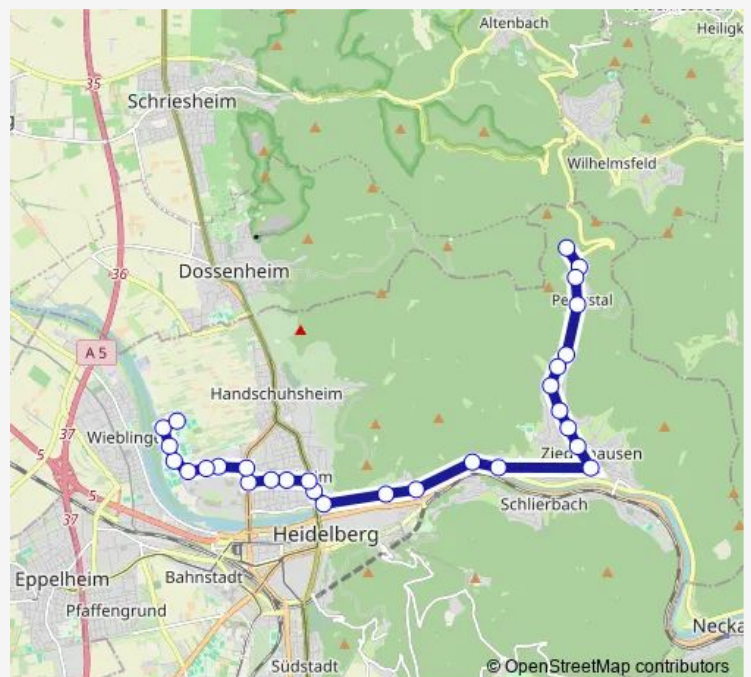 Altenbach
35
Schriesheim
Wilhelmsfeld
Dossenheim
36
A 5
Handschuhsheim
37
5
5
37
Schlierbach
Heidelberg
Bahnstadt
Eppelheim
Pfaffengrund
Südstadt
© OpenStreetMap contributors